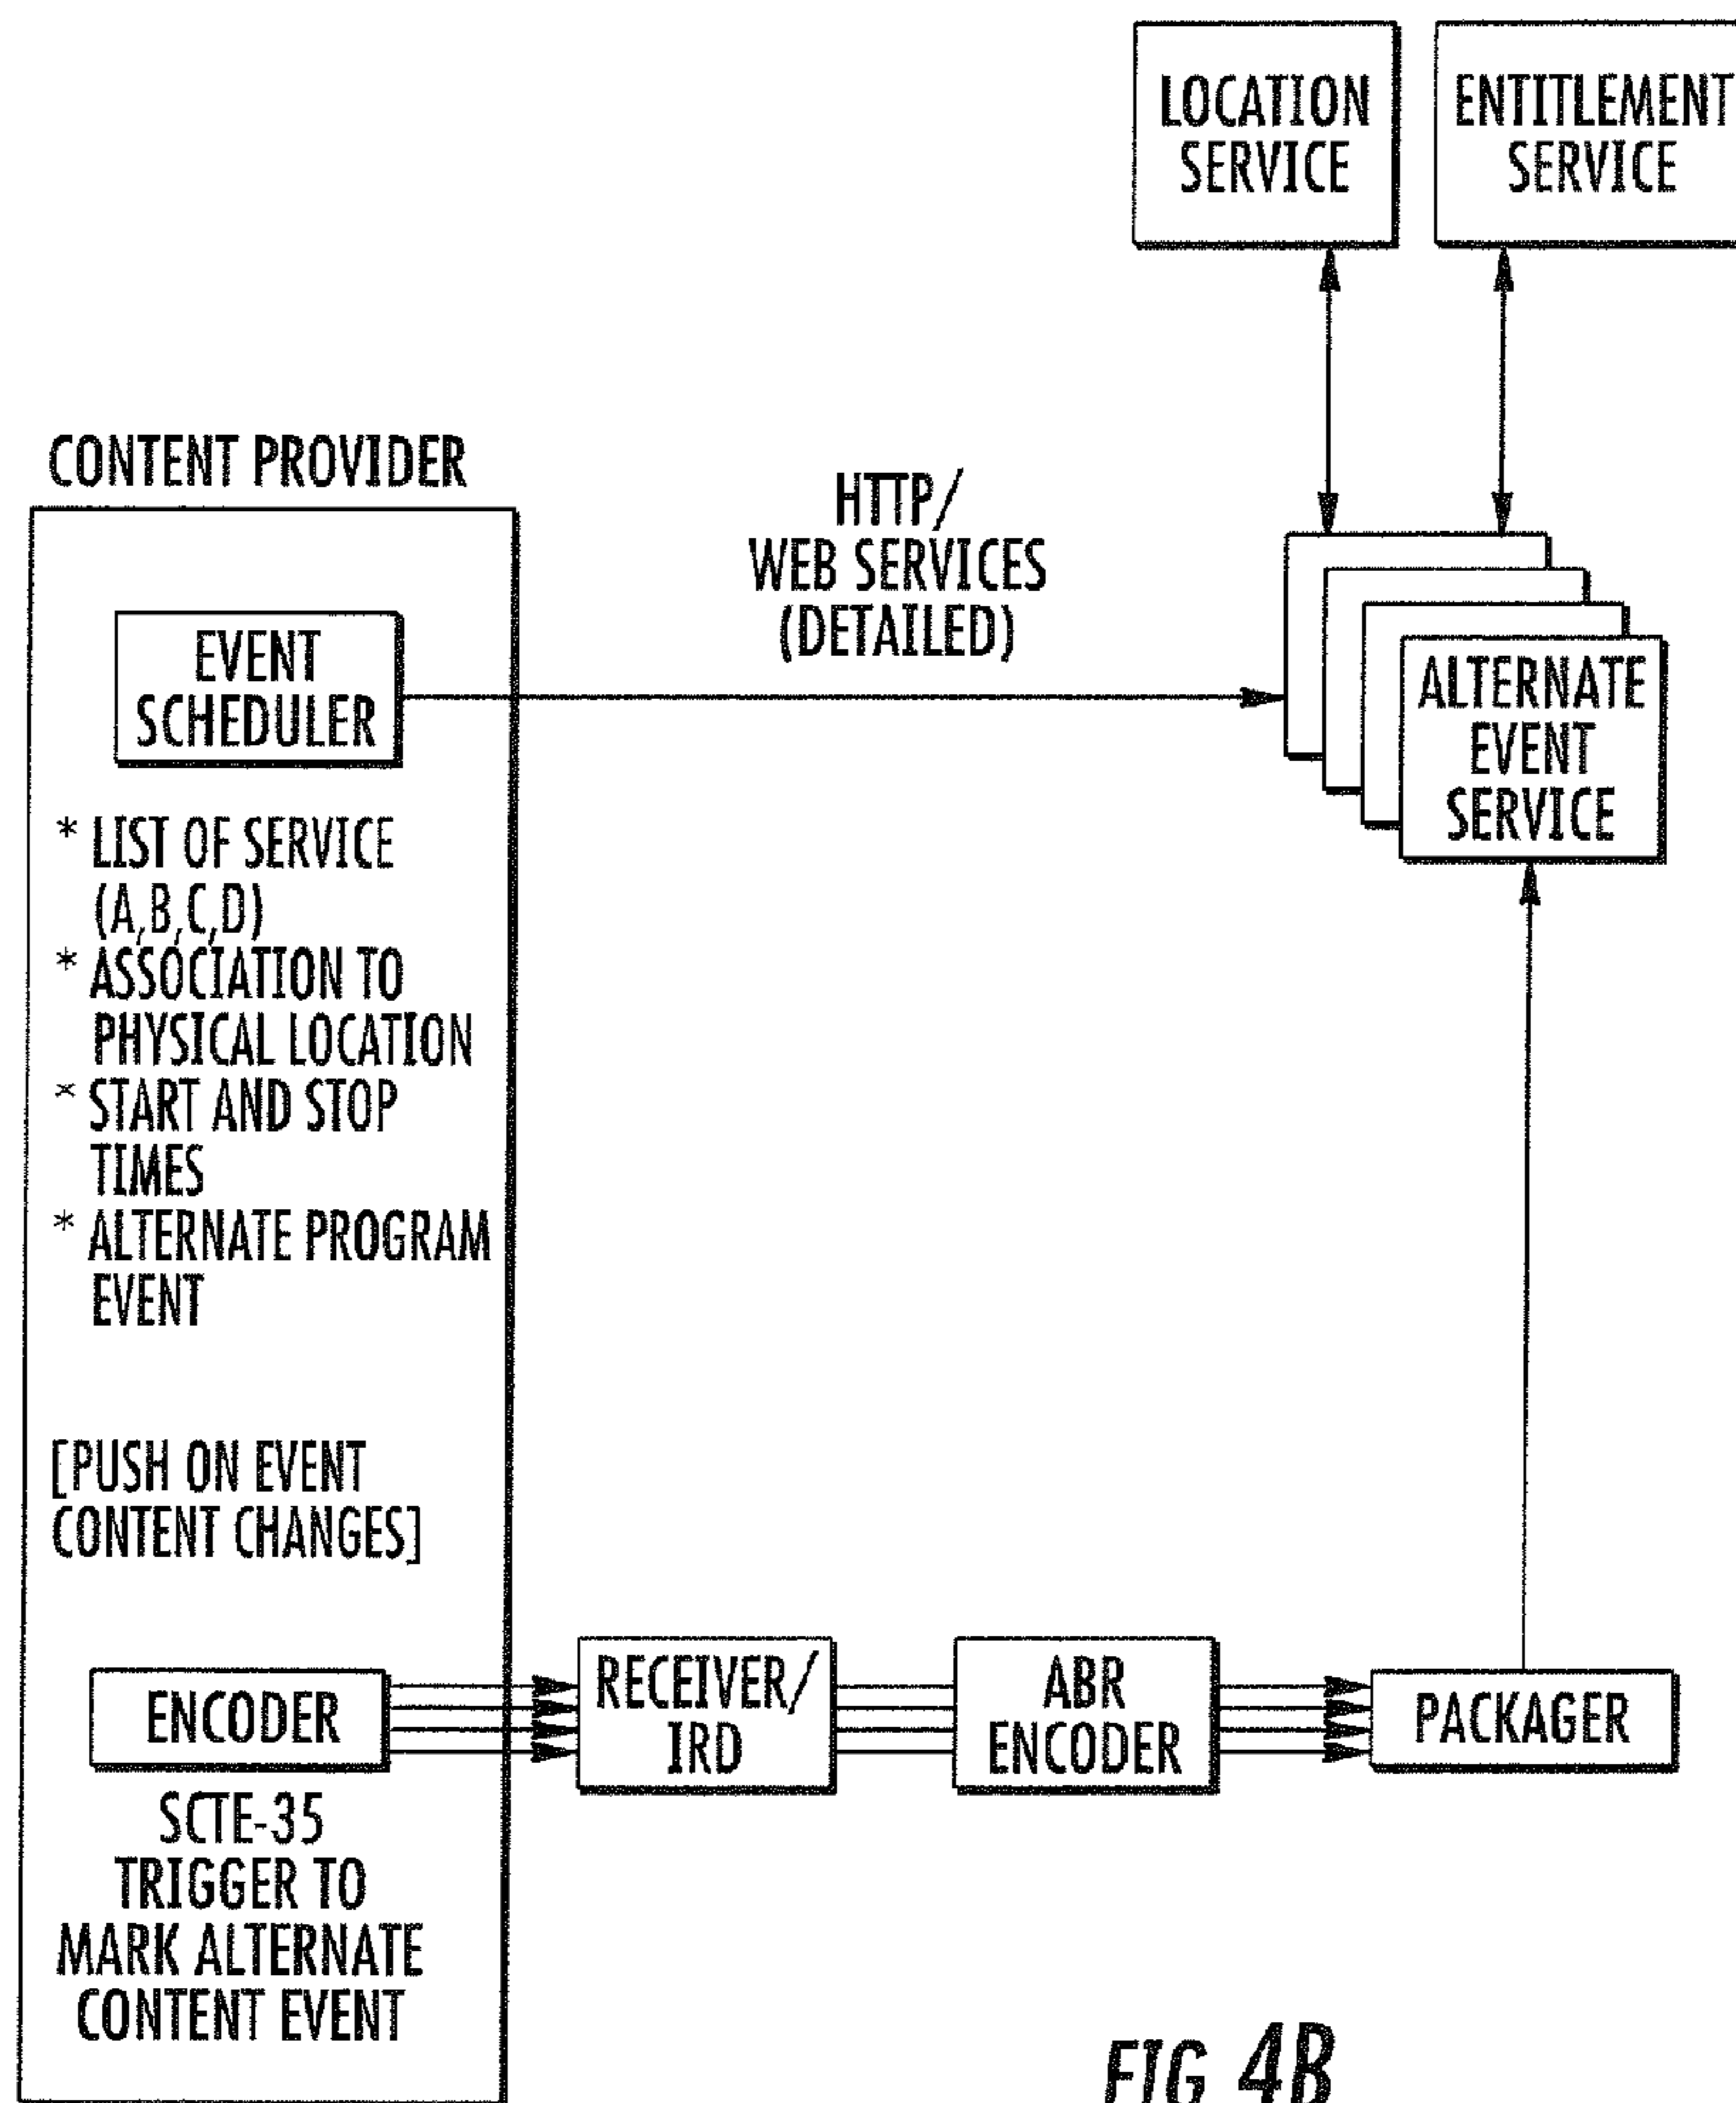 LOCATION
SERVICE
ENTITLEMENT
SERVICE
CONTENT PROVIDER
HTTP/
WEB SERVICES
(DETAILED)
EVENT
SCHEDULER
ALTERNATE
EVENT
SERVICE
* LIST OF SERVICE
(A,B,C,D)
* ASSOCIATION TO
PHYSICAL LOCATION
* START AND STOP
TIMES
* ALTERNATE PROGRAM
EVENT
[PUSH ON EVENT
CONTENT CHANGES]
ENCODER
RECEIVER/
IRD
ABR
ENCODER
PACKAGER
SCTE-35
TRIGGER TO
MARK ALTERNATE
CONTENT EVENT
FIG 4B